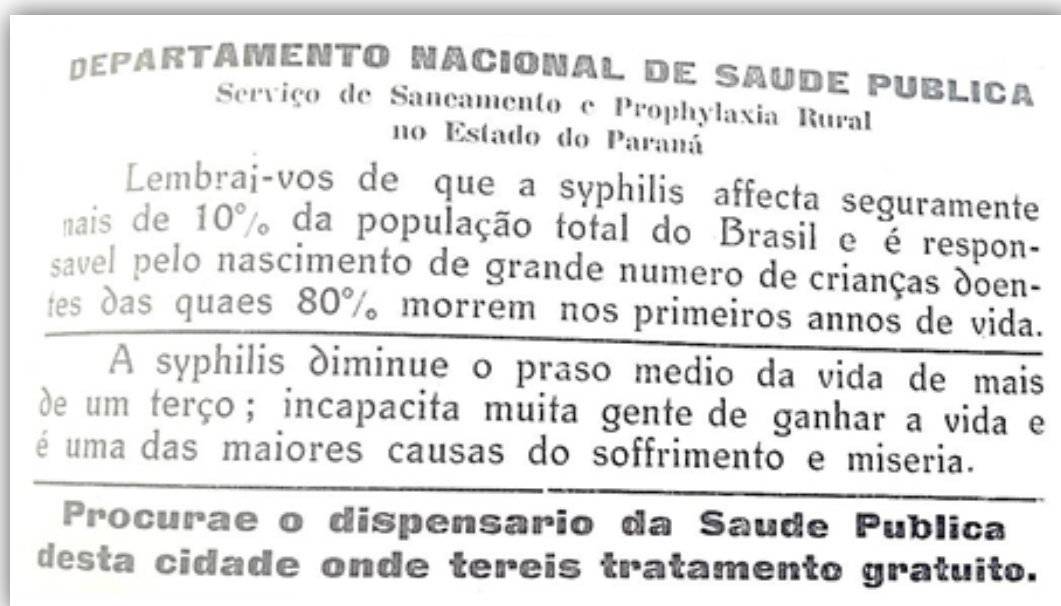 DEPARTAMENTO NACIONAL DE SAUDE PUBLICA
Serviço de Saneamento e Prophylaxia Rural
no Estado do Paraná
Lembrai-vos de que a syphilis affecta seguramente
mais de 10% da população total do Brasil e é respon-
savel pelo nascimento de grande numero de crianças doen-
tes das quaes 80% morrem nos primeiros annos de vida.
A syphilis diminue o praso medio da vida de mais
de um terço; incapacita muita gente de ganhar a vida e
é uma das maiores causas do soffrimento e miseria.
Procurae o dispensario da Saude Publica
desta cidade onde tereis tratamento gratuito.